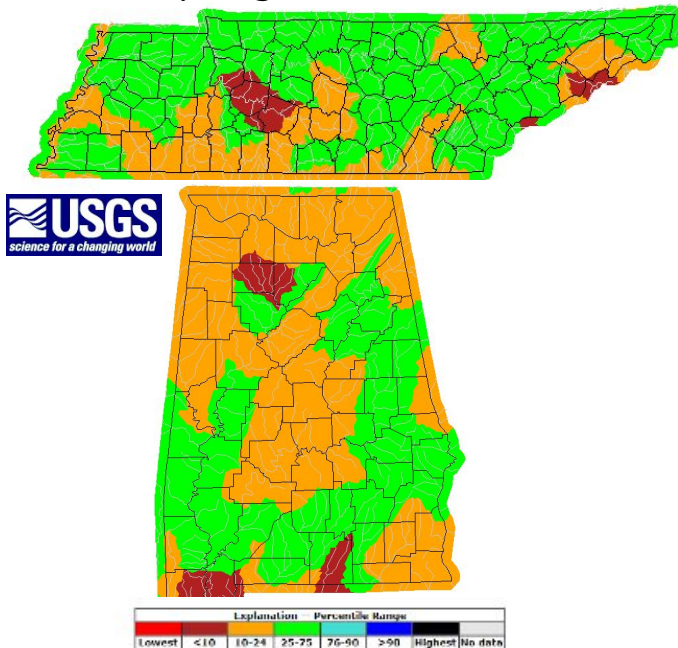 USGS
science for a changing world
Explanation - Percentile Range
Lowest <10 10-24 25-75 76-90 >90 Highest No data